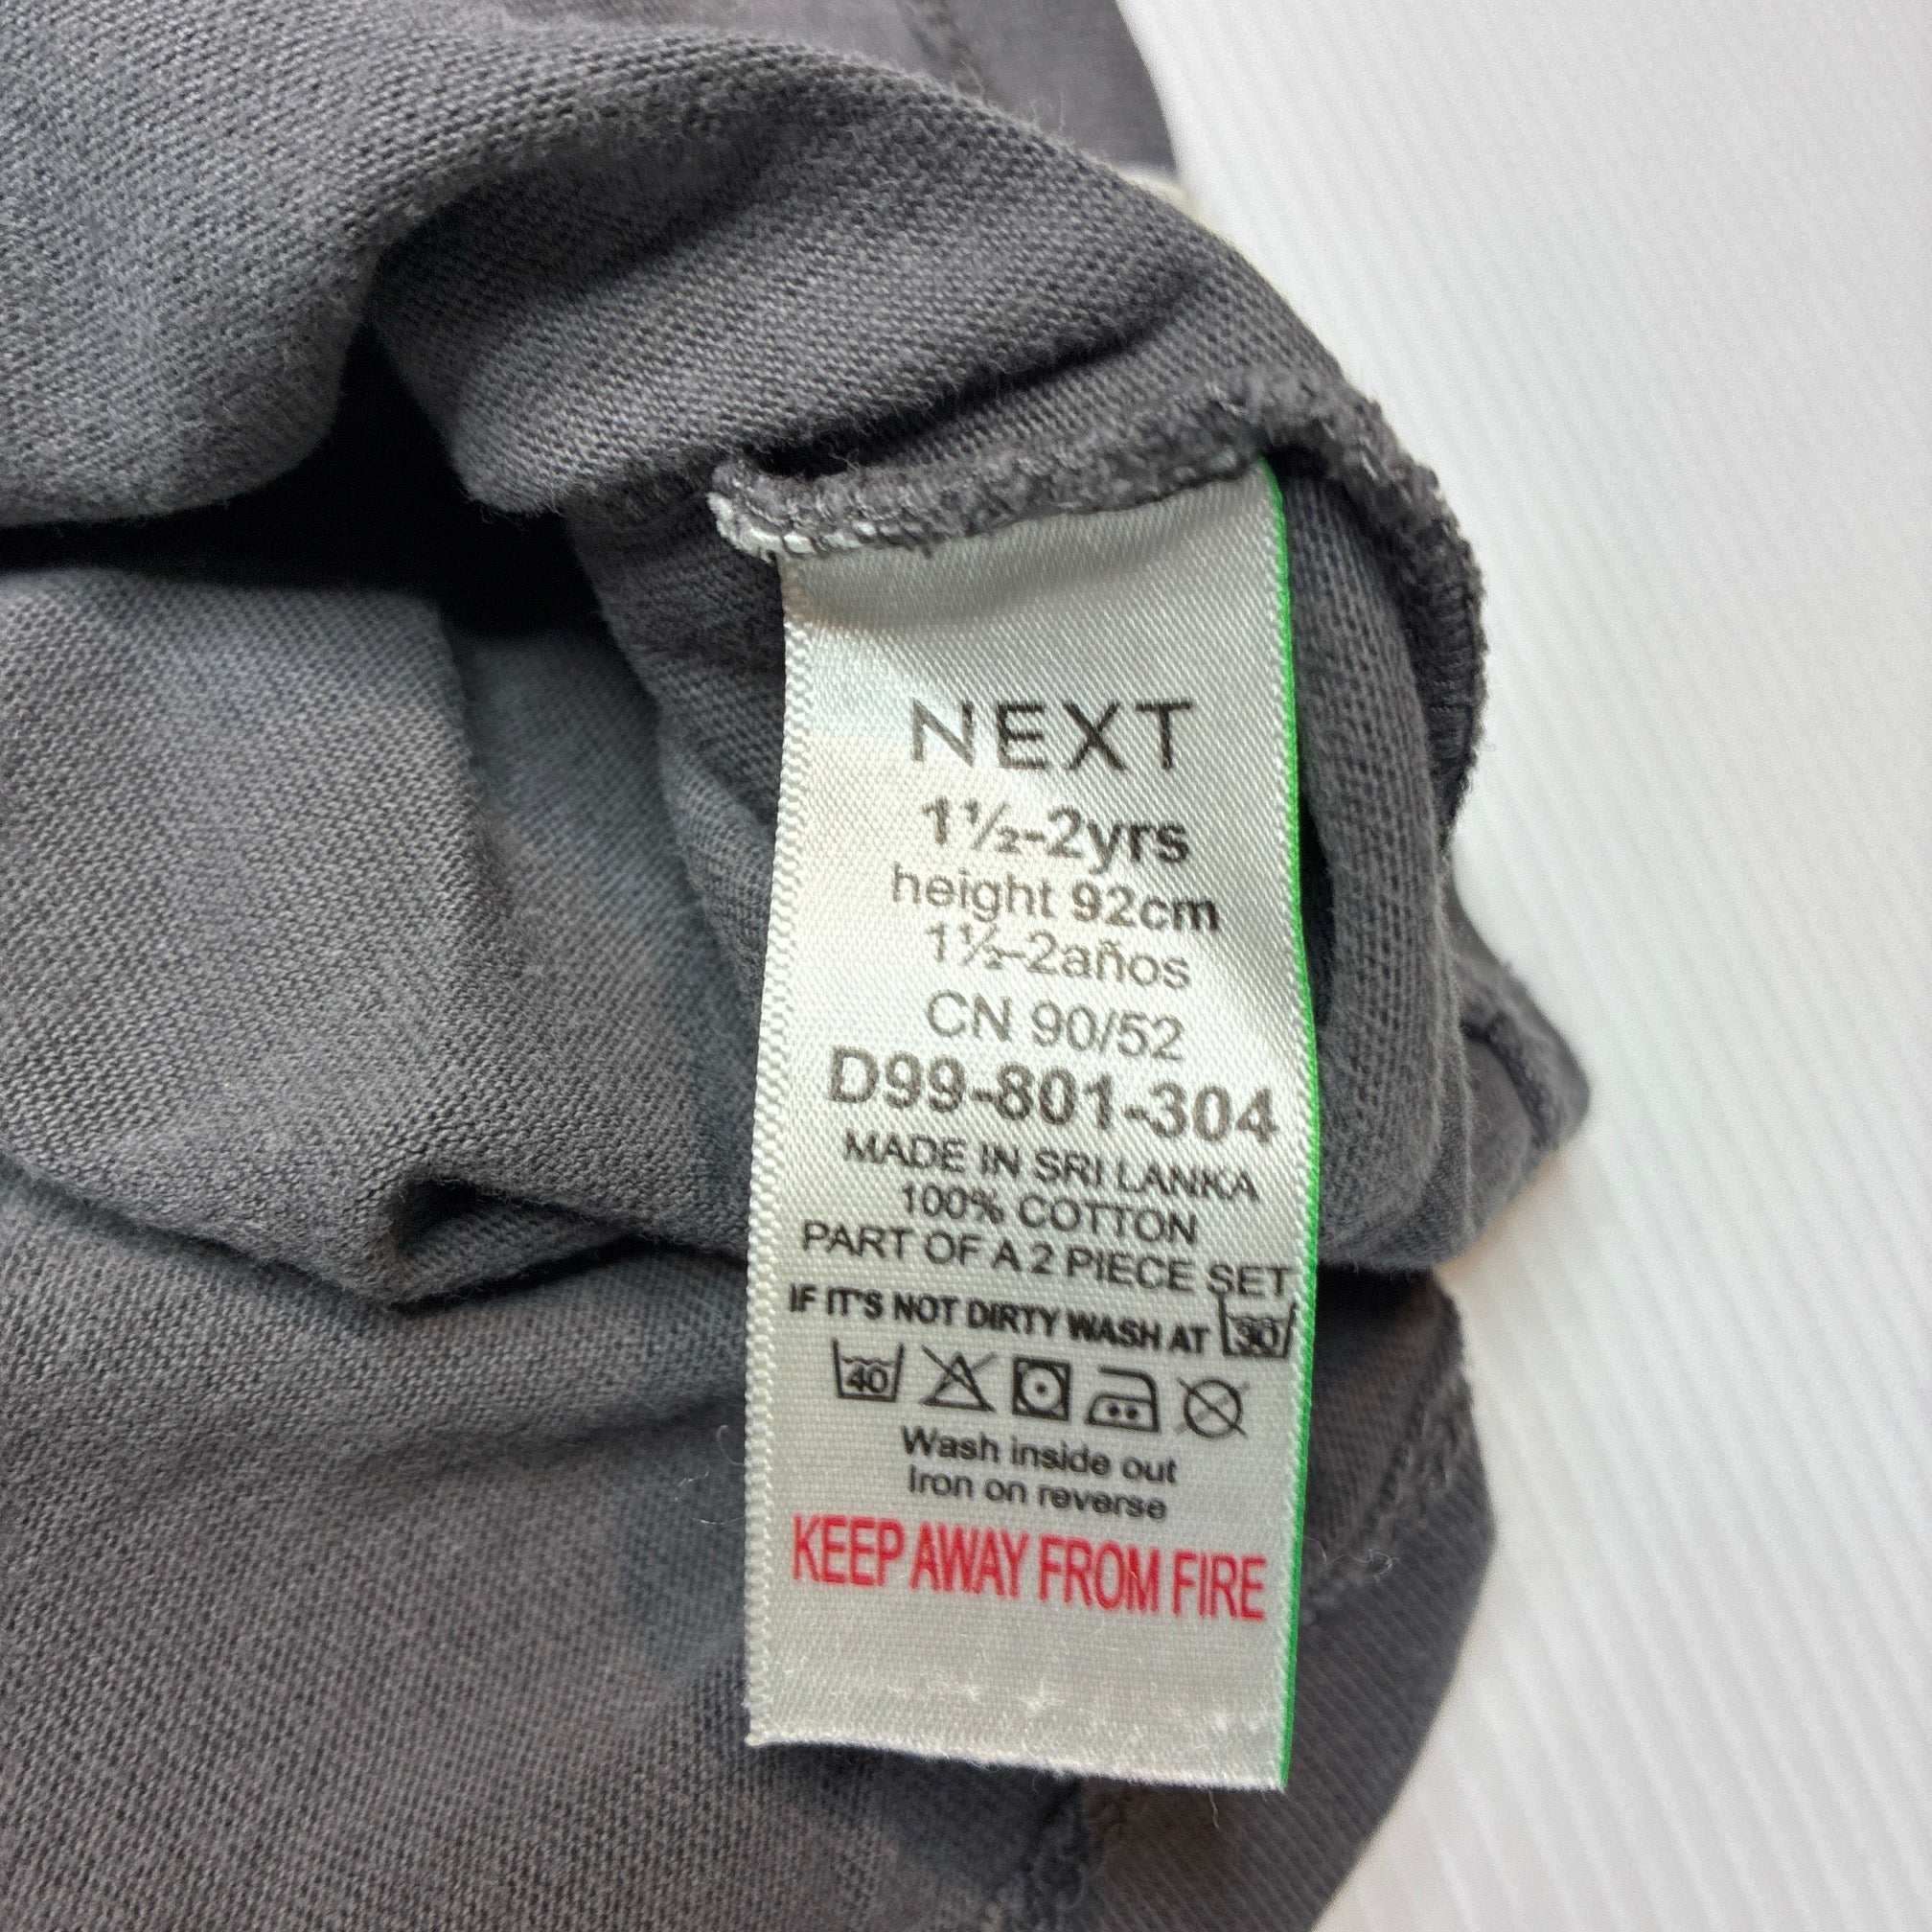 NEXT
1½-2yrs
height 92cm
1½-2años
CN 90/52
D99-801-304
MADE IN SRI LANKA
100% COTTON
PART OF A 2 PIECE SET
IF IT'S NOT DIRTY WASH AT 30
40
Wash inside out
Iron on reverse
KEEP AWAY FROM FIRE